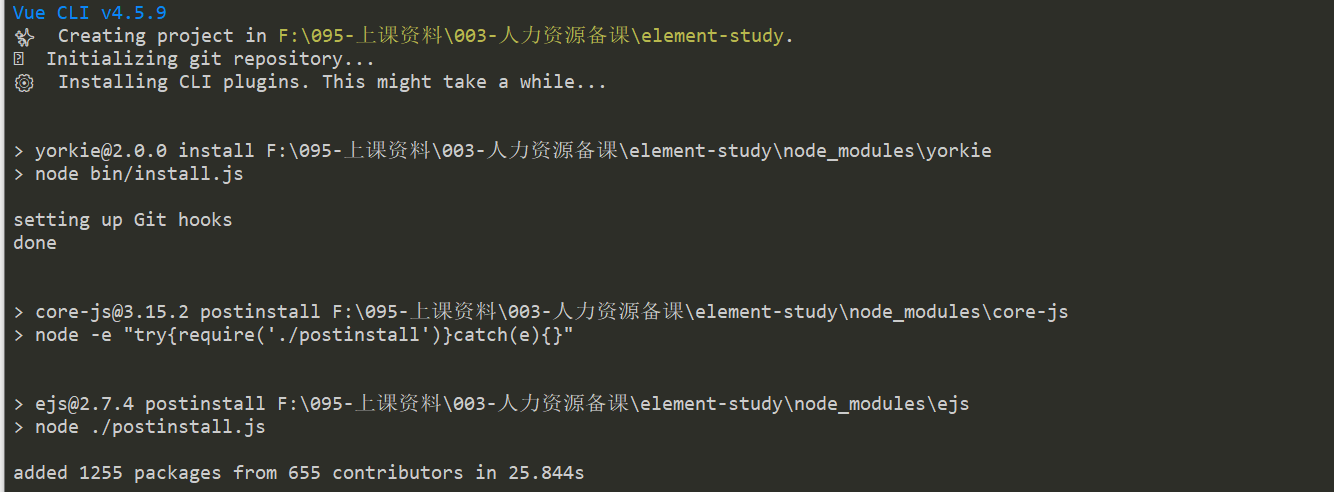 Vue CLI v4.5.9
✨  Creating project in F:\095-上课资料\003-人力资源备课\element-study.
Initializing git repository...
⚙  Installing CLI plugins. This might take a while...
> yorkie@2.0.0 install F:\095-上课资料\003-人力资源备课\element-study\node_modules\yorkie
> node bin/install.js
setting up Git hooks
done
> core-js@3.15.2 postinstall F:\095-上课资料\003-人力资源备课\element-study\node_modules\core-js
> node -e "try{require('./postinstall')}catch(e){}"
> ejs@2.7.4 postinstall F:\095-上课资料\003-人力资源备课\element-study\node_modules\ejs
> node ./postinstall.js
added 1255 packages from 655 contributors in 25.844s